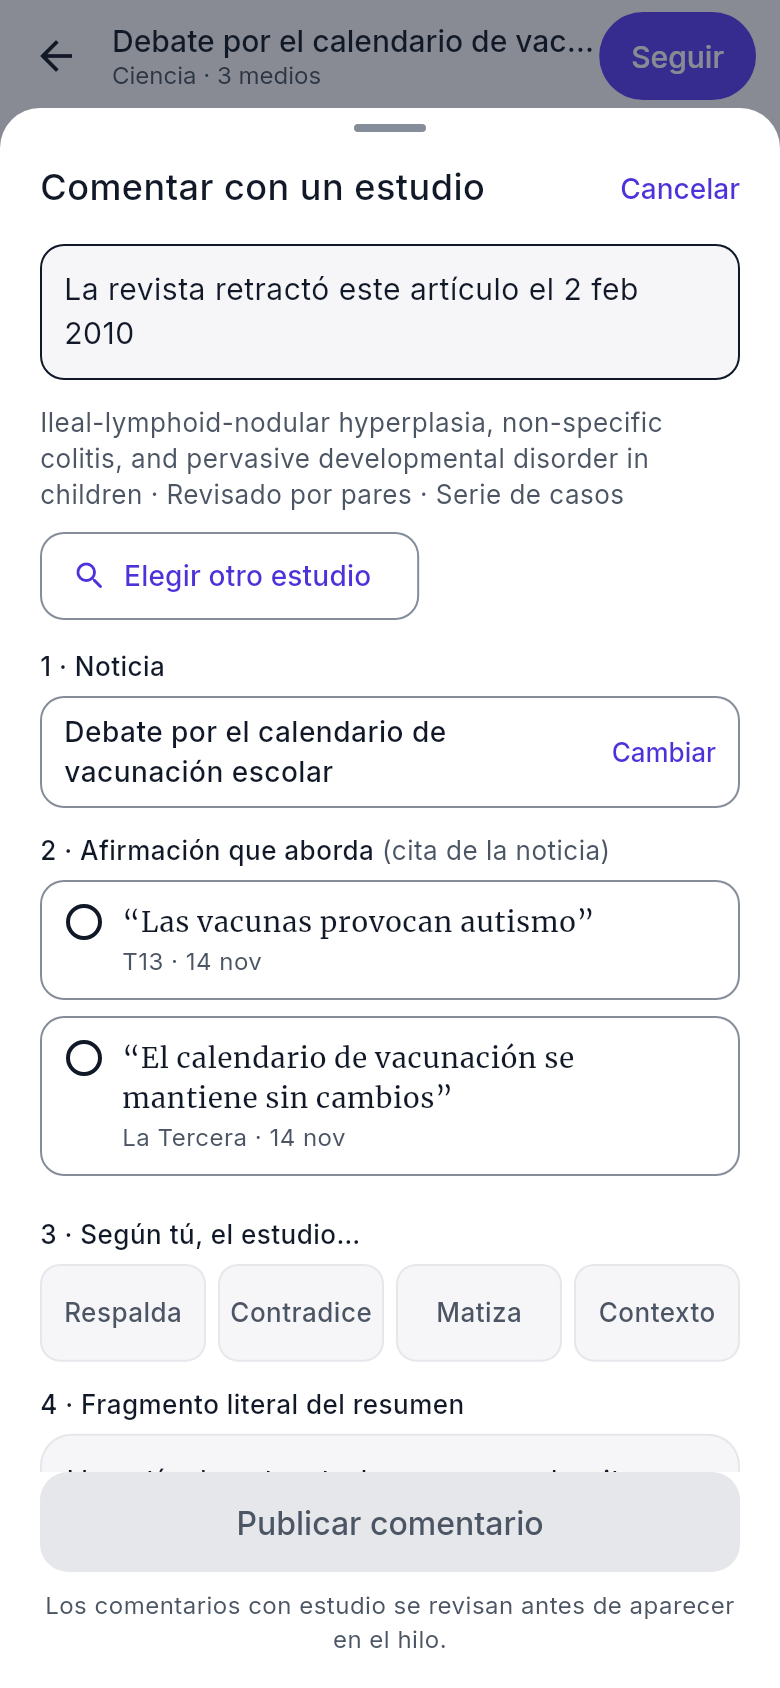 Debate por el calendario de vac...
Ciencia · 3 medios
Seguir
Comentar con un estudio
Cancelar
La revista retractó este artículo el 2 feb
2010
Ileal-lymphoid-nodular hyperplasia, non-specific
colitis, and pervasive developmental disorder in
children · Revisado por pares · Serie de casos
Elegir otro estudio
1 · Noticia
Debate por el calendario de
vacunación escolar
Cambiar
2 · Afirmación que aborda (cita de la noticia)
“Las vacunas provocan autismo”
T13 · 14 nov
“El calendario de vacunación se
mantiene sin cambios”
La Tercera · 14 nov
3 · Según tú, el estudio...
Respalda
Contradice
Matiza
Contexto
4 · Fragmento literal del resumen
Publicar comentario
Los comentarios con estudio se revisan antes de aparecer
en el hilo.